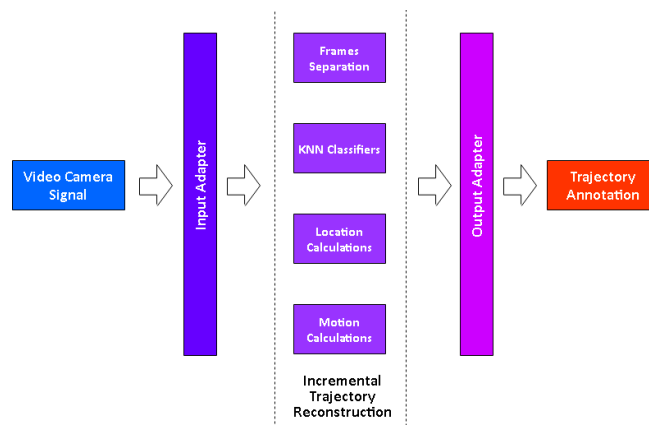 Video Camera
Signal
Input Adapter
Frames
Separation
KNN Classifiers
Location
Calculations
Motion
Calculations
Incremental
Trajectory
Reconstruction
Output Adapter
Trajectory
Annotation